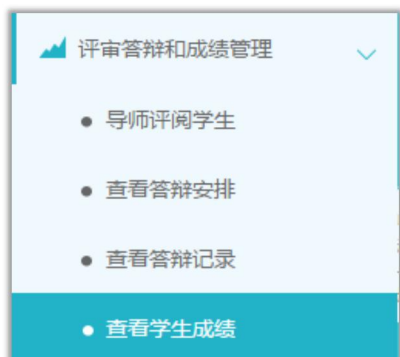 评审答辩和成绩管理
导师评阅学生
查看答辩安排
查看答辩记录
查看学生成绩